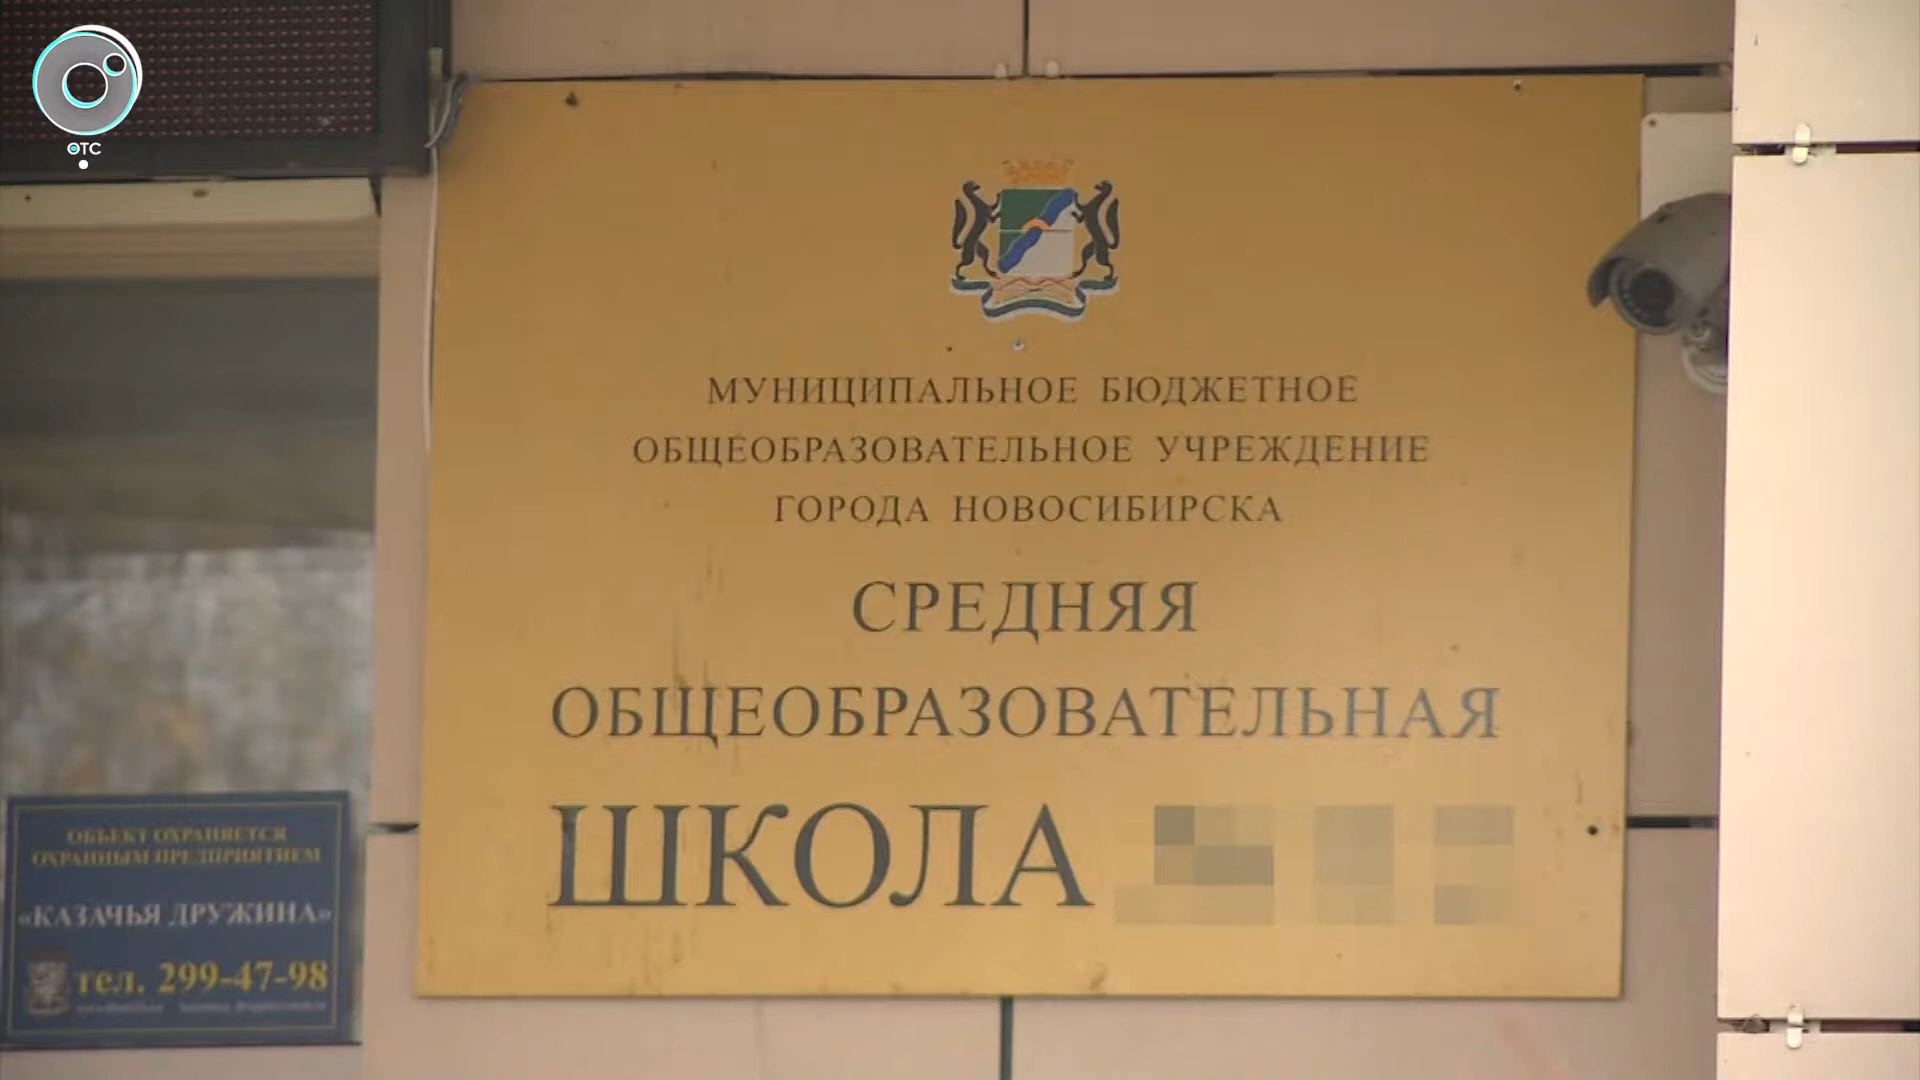 ОТС
МУНИЦИПАЛЬНОЕ БЮДЖЕТНОЕ
ОБЩЕОБРАЗОВАТЕЛЬНОЕ УЧРЕЖДЕНИЕ
ГОРОДА НОВОСИБИРСКА
СРЕДНЯЯ
ОБЩЕОБРАЗОВАТЕЛЬНАЯ
ШКОЛА
ОБЪЕКТ ОХРАНЯЕТСЯ
ОХРАННЫМ ПРЕДПРИЯТИЕМ
«КАЗАЧЬЯ ДРУЖИНА»
тел. 299-47-98